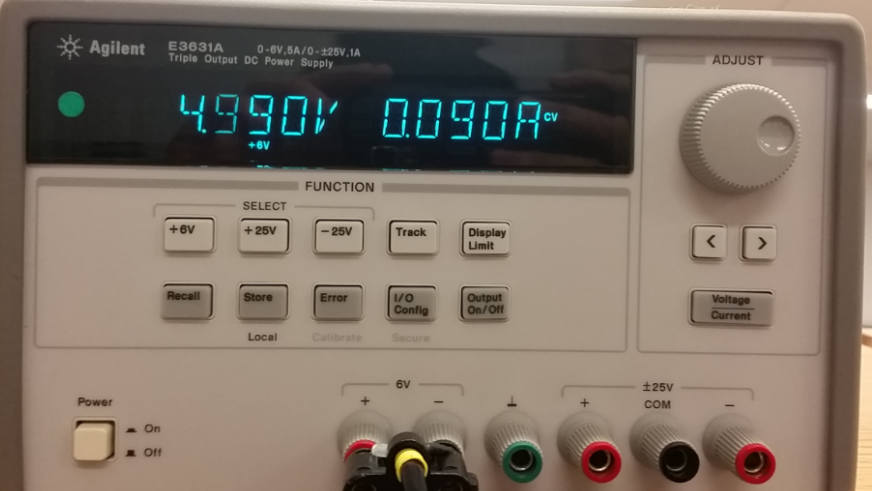 Agilent E3631A 0-6V,5A/0-±25V,1A
Triple Output DC Power Supply
4.990V 0.090A CV
+6V
ADJUST
FUNCTION
SELECT
+6V +25V -25V Track Display Limit
< >
Recall Store Error I/O Config Output On/Off
Voltage
Current
Local Calibrate Secure
6V ±25V
+ - + COM -
Power
On
Off